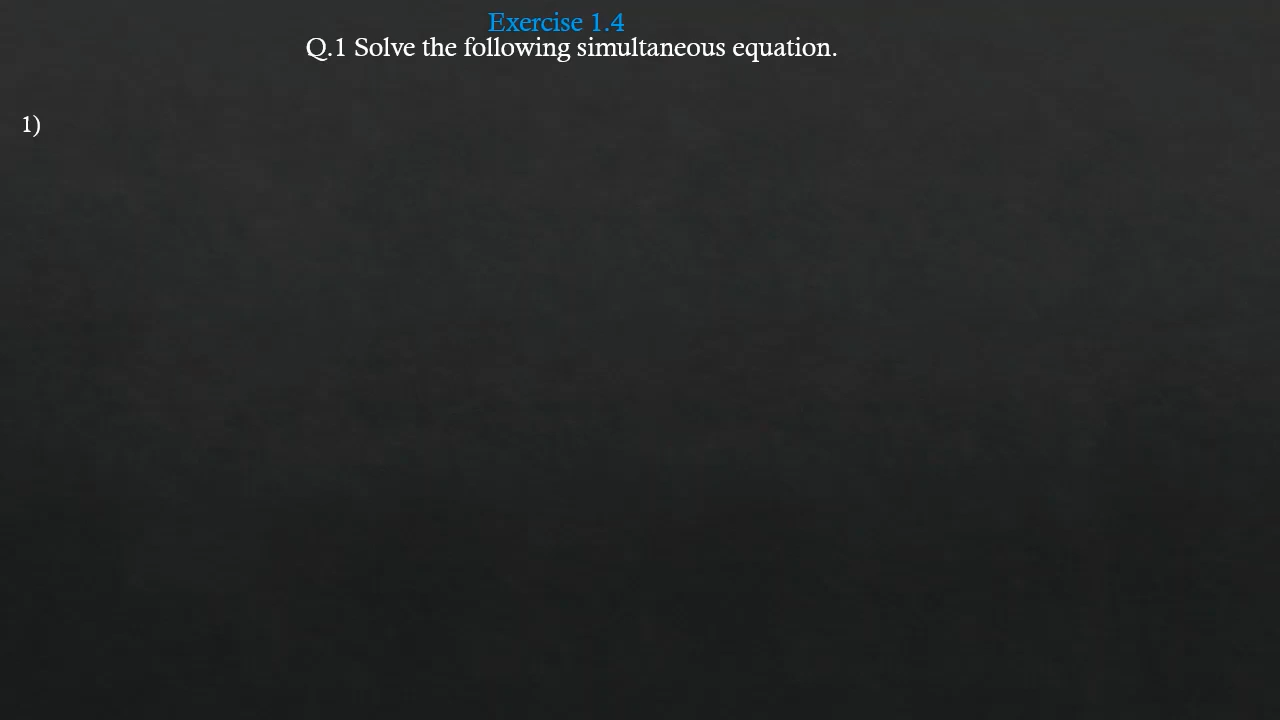 Exercise 1.4
Q.1 Solve the following simultaneous equation.
1)